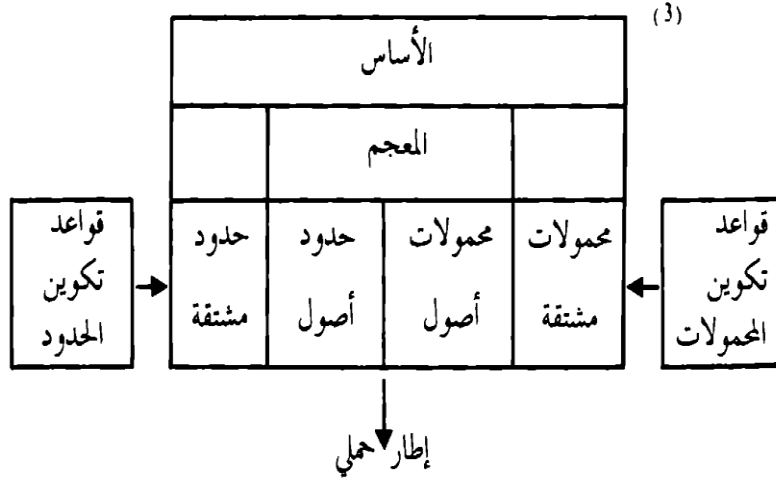 (3)
الأساس
المعجم
قواعد
تكوين
المحمولات
محمولات
مشتقة
محمولات
أصول
حدود
أصول
حدود
مشتقة
قواعد
تكوين
الحدود
إطار حملي